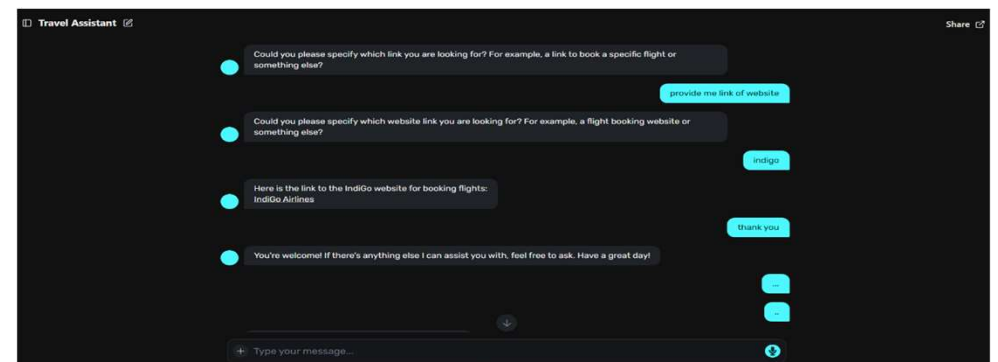 Travel Assistant
Share
Could you please specify which link you are looking for? For example, a link to book a specific flight or
something else?
provide me link of website
Could you please specify which website link you are looking for? For example, a flight booking website or
something else?
indigo
Here is the link to the IndiGo website for booking flights:
IndiGo Airlines
thank you
You're welcome! If there's anything else I can assist you with, feel free to ask. Have a great day!
...
..
Type your message...